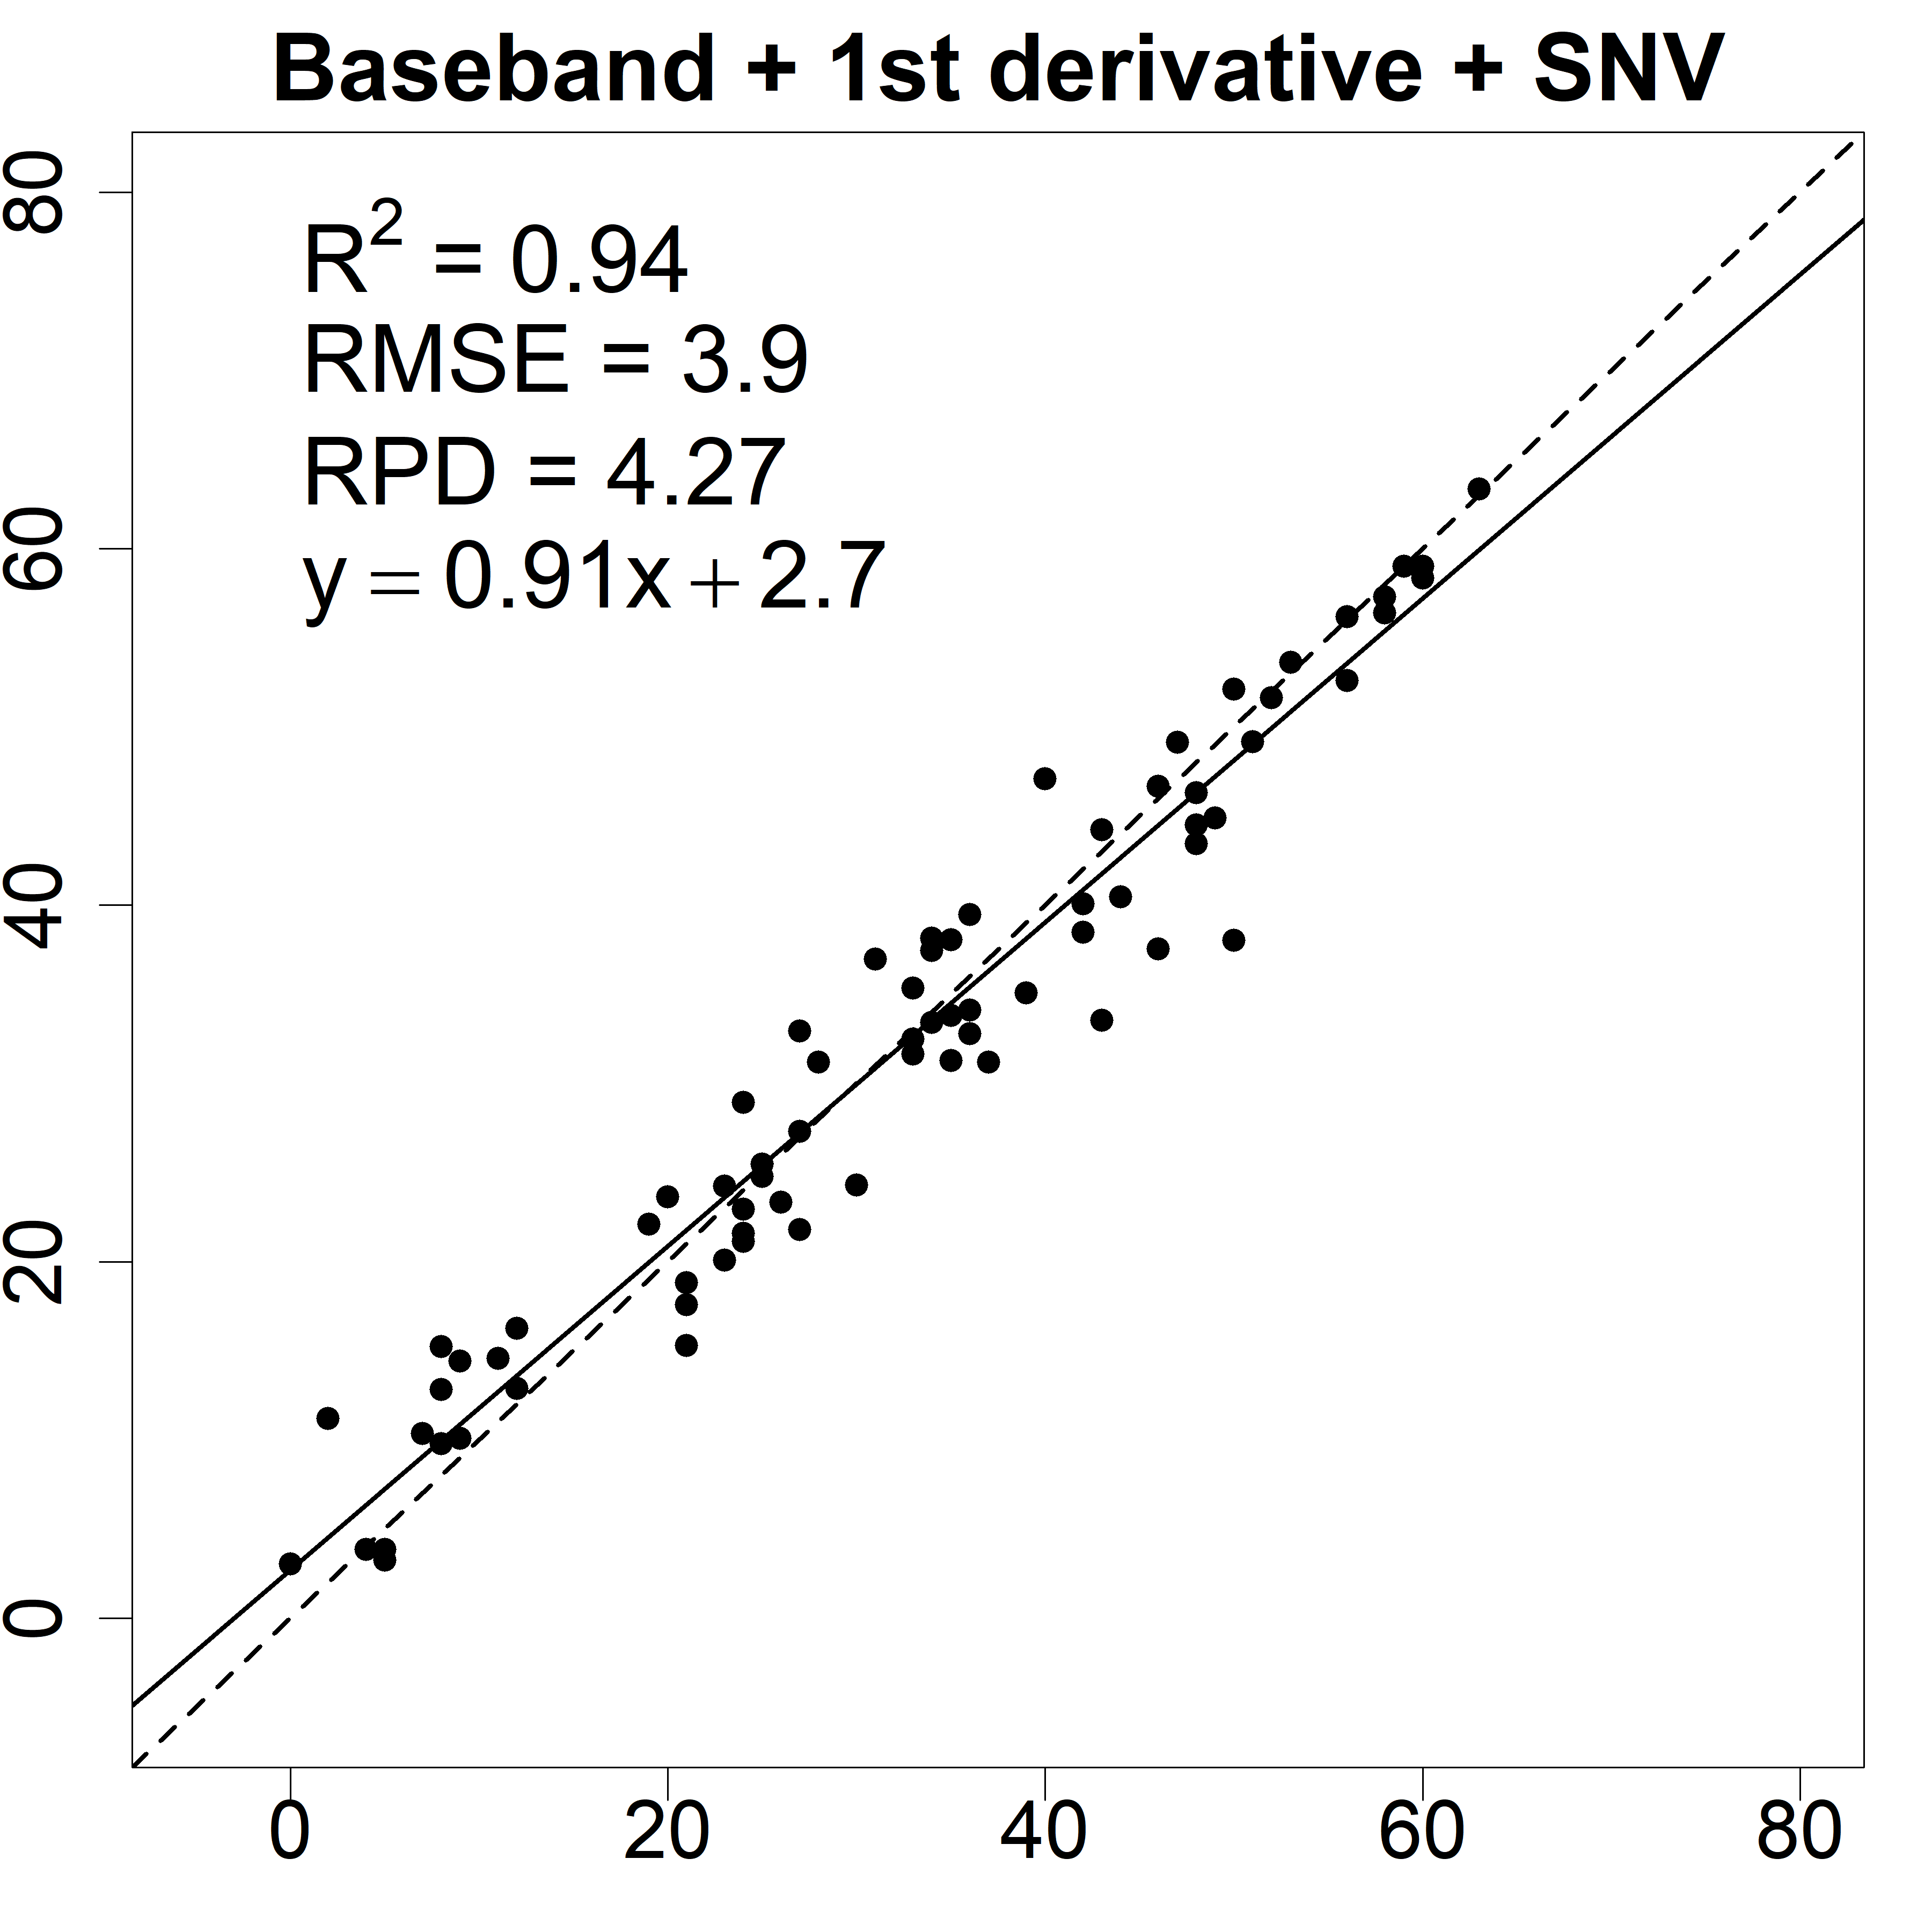 Baseband + 1st derivative + SNV
R² = 0.94
RMSE = 3.9
RPD = 4.27
y = 0.91x + 2.7
80
60
40
20
0
0 20 40 60 80